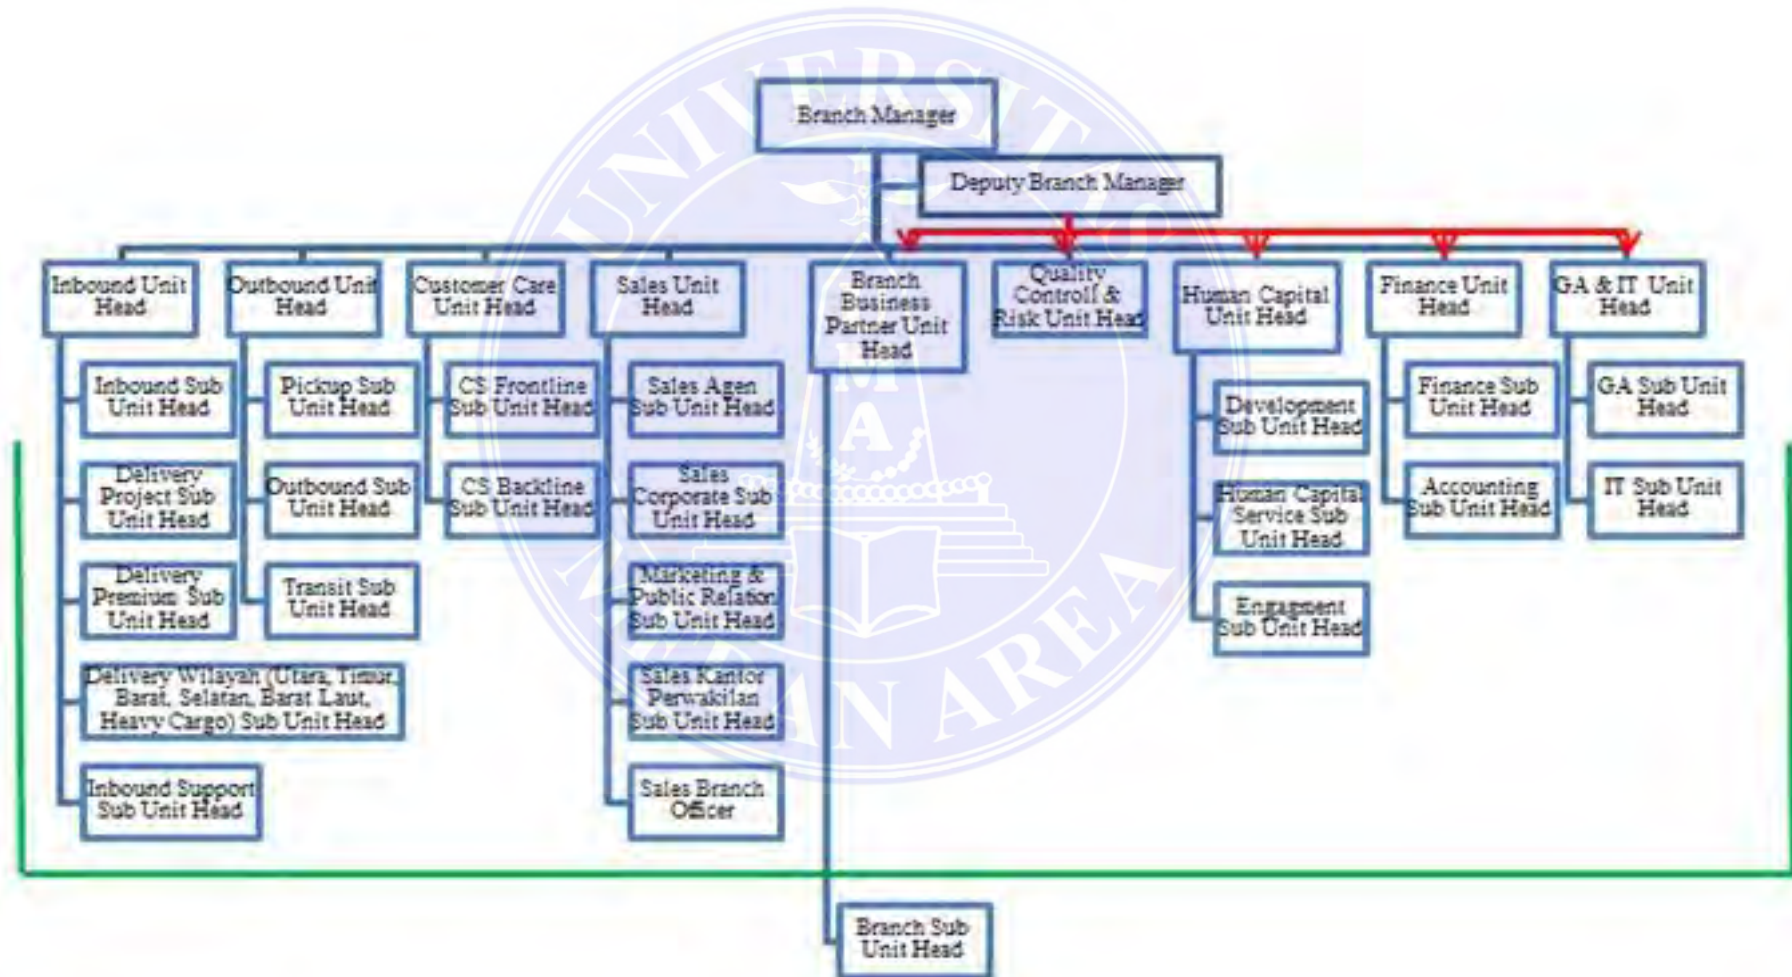 Branch Manager
Deputy Branch Manager
Inbound Unit
Head
Outbound Unit
Head
Customer Care
Unit Head
Sales Unit
Head
Branch
Business
Partner Unit
Head
Quality
Controll &
Risk Unit Head
Human Capital
Unit Head
Finance Unit
Head
GA & IT Unit
Head
Inbound Sub
Unit Head
Delivery
Project Sub
Unit Head
Delivery
Premium Sub
Unit Head
Delivery Wilayah (Utara, Timur,
Barat, Selatan, Barat Laut,
Heavy Cargo) Sub Unit Head
Inbound Support
Sub Unit Head
Pickup Sub
Unit Head
Outbound Sub
Unit Head
Transit Sub
Unit Head
CS Frontline
Sub Unit Head
CS Backline
Sub Unit Head
Sales Agen
Sub Unit Head
Sales
Corporate Sub
Unit Head
Marketing &
Public Relation
Sub Unit Head
Sales Kantor
Perwakilan
Sub Unit Head
Sales Branch
Officer
Branch Sub
Unit Head
Development
Sub Unit Head
Human Capital
Service Sub
Unit Head
Engagment
Sub Unit Head
Finance Sub
Unit Head
Accounting
Sub Unit Head
GA Sub Unit
Head
IT Sub Unit
Head
UNIVERSITAS
MEDAN AREA
M
A